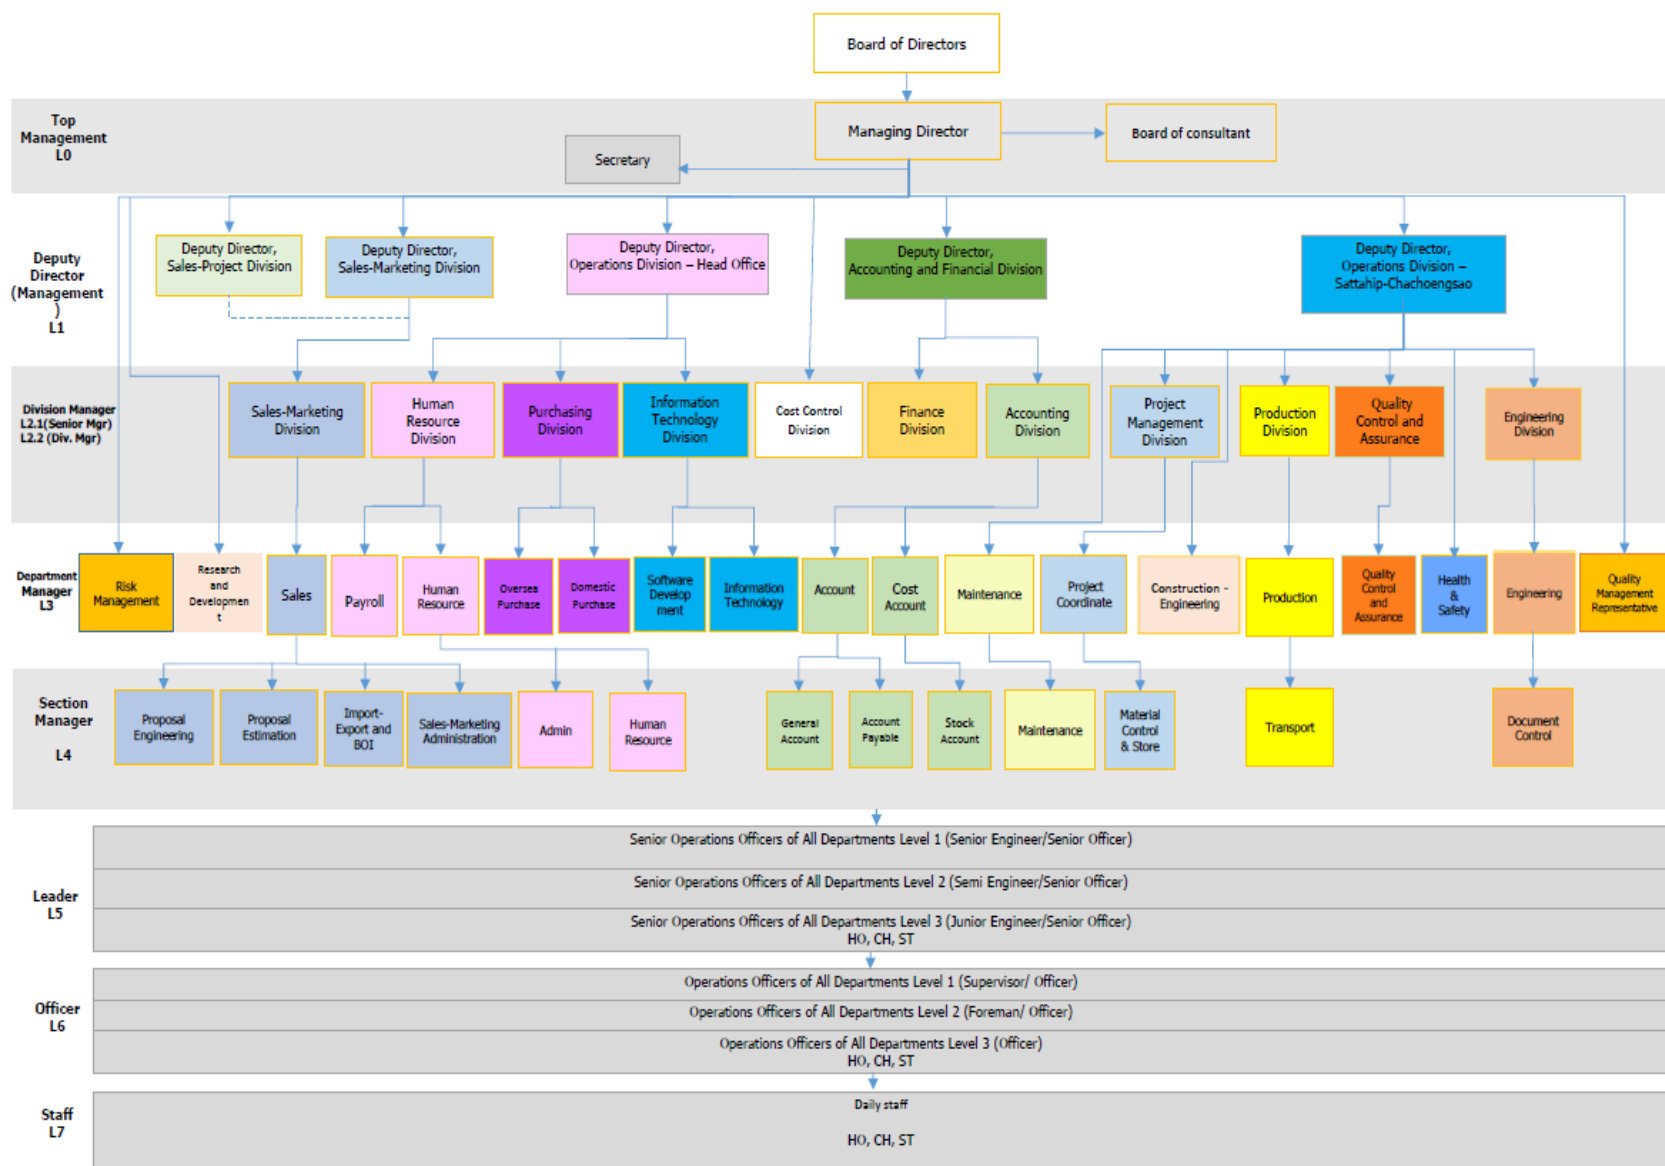 Board of Directors
Top
Management
L0
Managing Director
Board of consultant
Secretary
Deputy
Director
(Management
)
L1
Deputy Director,
Sales-Project Division
Deputy Director,
Sales-Marketing Division
Deputy Director,
Operations Division – Head Office
Deputy Director,
Accounting and Financial Division
Deputy Director,
Operations Division –
Sattahip-Chachoengsao
Division Manager
L2.1(Senior Mgr)
L2.2 (Div. Mgr)
Sales-Marketing
Division
Human
Resource
Division
Purchasing
Division
Information
Technology
Division
Cost Control
Division
Finance
Division
Accounting
Division
Project
Management
Division
Production
Division
Quality
Control and
Assurance
Engineering
Division
Department
Manager
L3
Risk
Management
Research
and
Developmen
t
Sales
Payroll
Human
Resource
Oversea
Purchase
Domestic
Purchase
Software
Develop
ment
Information
Technology
Account
Cost
Account
Maintenance
Project
Coordinate
Construction -
Engineering
Production
Quality
Control
and
Assurance
Health
&
Safety
Engineering
Quality
Management
Representative
Section
Manager
L4
Proposal
Engineering
Proposal
Estimation
Import-
Export and
BOI
Sales-Marketing
Administration
Admin
Human
Resource
General
Account
Account
Payable
Stock
Account
Maintenance
Material
Control
& Store
Transport
Document
Control
Leader
L5
Senior Operations Officers of All Departments Level 1 (Senior Engineer/Senior Officer)
Senior Operations Officers of All Departments Level 2 (Semi Engineer/Senior Officer)
Senior Operations Officers of All Departments Level 3 (Junior Engineer/Senior Officer)
HO, CH, ST
Officer
L6
Operations Officers of All Departments Level 1 (Supervisor/ Officer)
Operations Officers of All Departments Level 2 (Foreman/ Officer)
Operations Officers of All Departments Level 3 (Officer)
HO, CH, ST
Staff
L7
Daily staff
HO, CH, ST